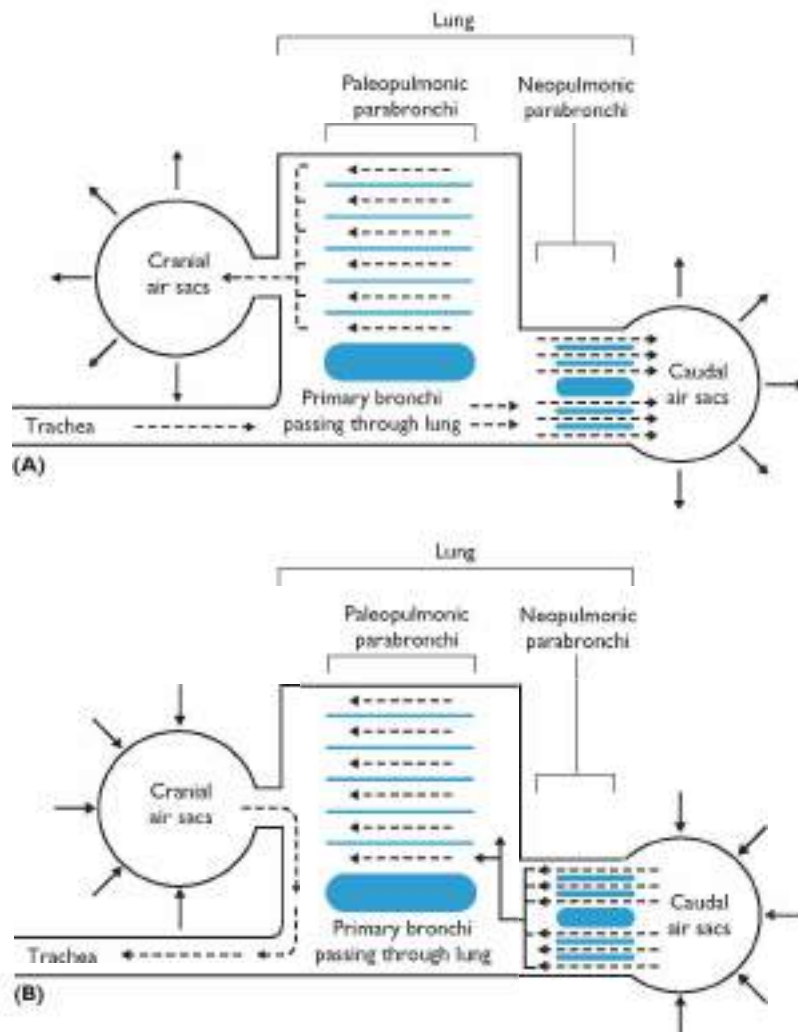 Lung
Paleopulmonic
parabronchi
Neopulmonic
parabronchi
Cranial
air sacs
Caudal
air sacs
Primary bronchi
passing through lung
Trachea
(A)
Lung
Paleopulmonic
parabronchi
Neopulmonic
parabronchi
Cranial
air sacs
Caudal
air sacs
Primary bronchi
passing through lung
Trachea
(B)